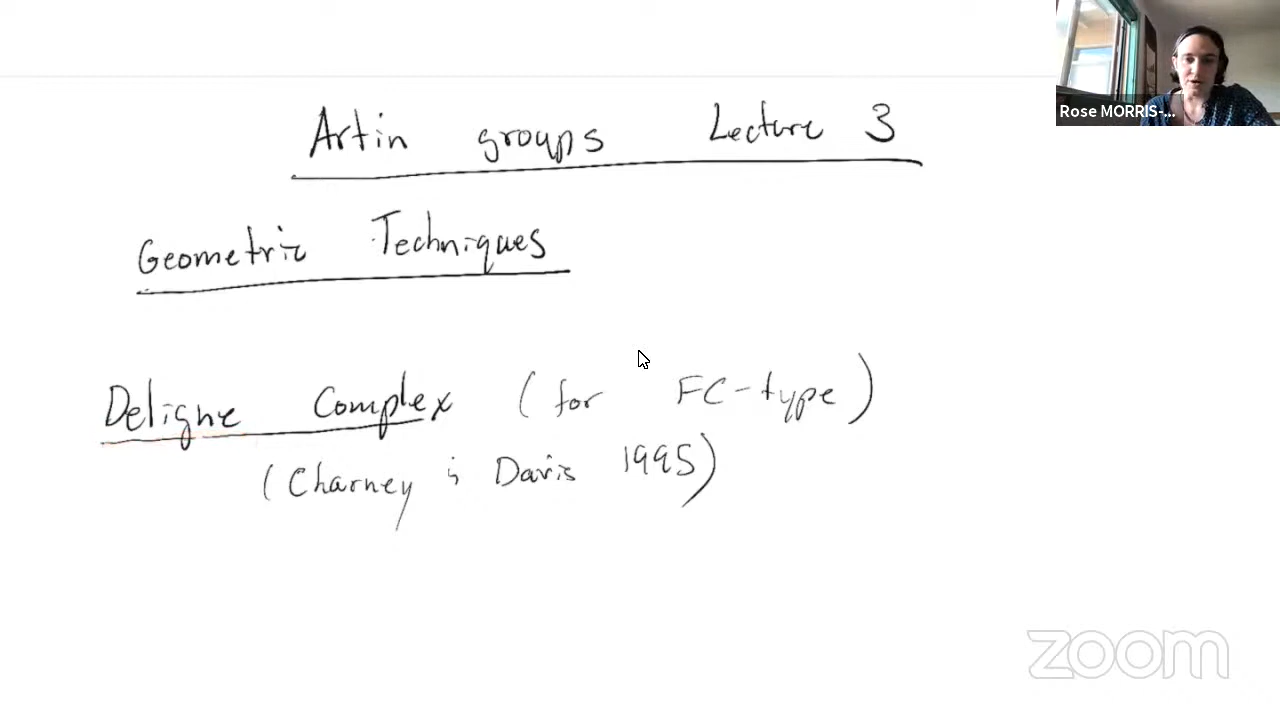 Artin groups Lecture 3
Rose MORRIS-...
Geometric Techniques
Deligne Complex (for FC-type)
(Charney & Davis 1995)
zoom